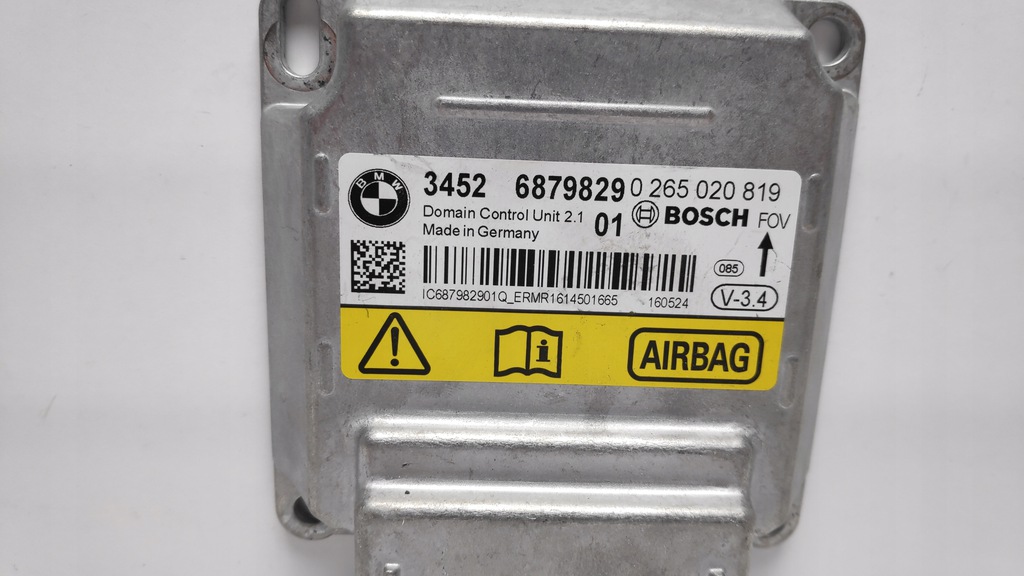 BMW
3452 6879829 0 265 020 819
Domain Control Unit 2.1 01 BOSCH FOV
Made in Germany
085
IC687982901Q_ERMR1614501665 160524 V-3.4
AIRBAG